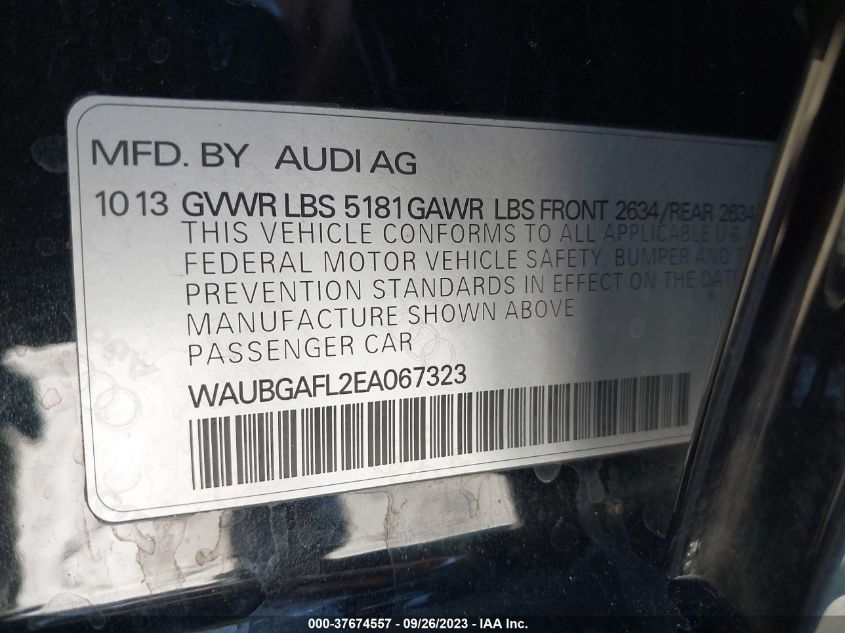 MFD. BY AUDI AG
10 13 GVWR LBS 5181 GAWR LBS FRONT 2634/REAR 2634
THIS VEHICLE CONFORMS TO ALL APPLICABLE U S
FEDERAL MOTOR VEHICLE SAFETY, BUMPER AND T
PREVENTION STANDARDS IN EFFECT ON THE DATE
MANUFACTURE SHOWN ABOVE
PASSENGER CAR
WAUBGAFL2EA067323
000-37674557 - 09/26/2023 - IAA Inc.